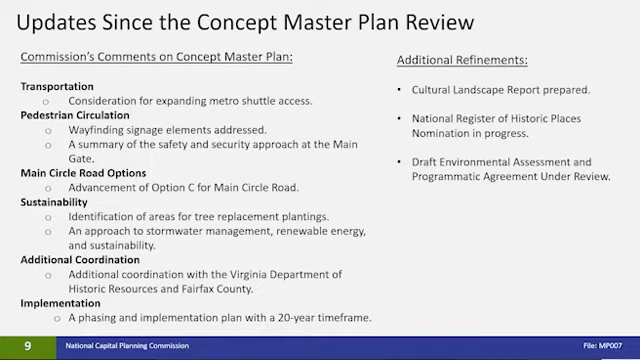 Updates Since the Concept Master Plan Review
Commission's Comments on Concept Master Plan:
Transportation
o Consideration for expanding metro shuttle access.
Pedestrian Circulation
o Wayfinding signage elements addressed.
o A summary of the safety and security approach at the Main
Gate.
Main Circle Road Options
o Advancement of Option C for Main Circle Road.
Sustainability
o Identification of areas for tree replacement plantings.
o An approach to stormwater management, renewable energy,
and sustainability.
Additional Coordination
o Additional coordination with the Virginia Department of
Historic Resources and Fairfax County.
Implementation
o A phasing and implementation plan with a 20-year timeframe.
Additional Refinements:
• Cultural Landscape Report prepared.
• National Register of Historic Places
Nomination in progress.
• Draft Environmental Assessment and
Programmatic Agreement Under Review.
9
National Capital Planning Commission
File: MP007